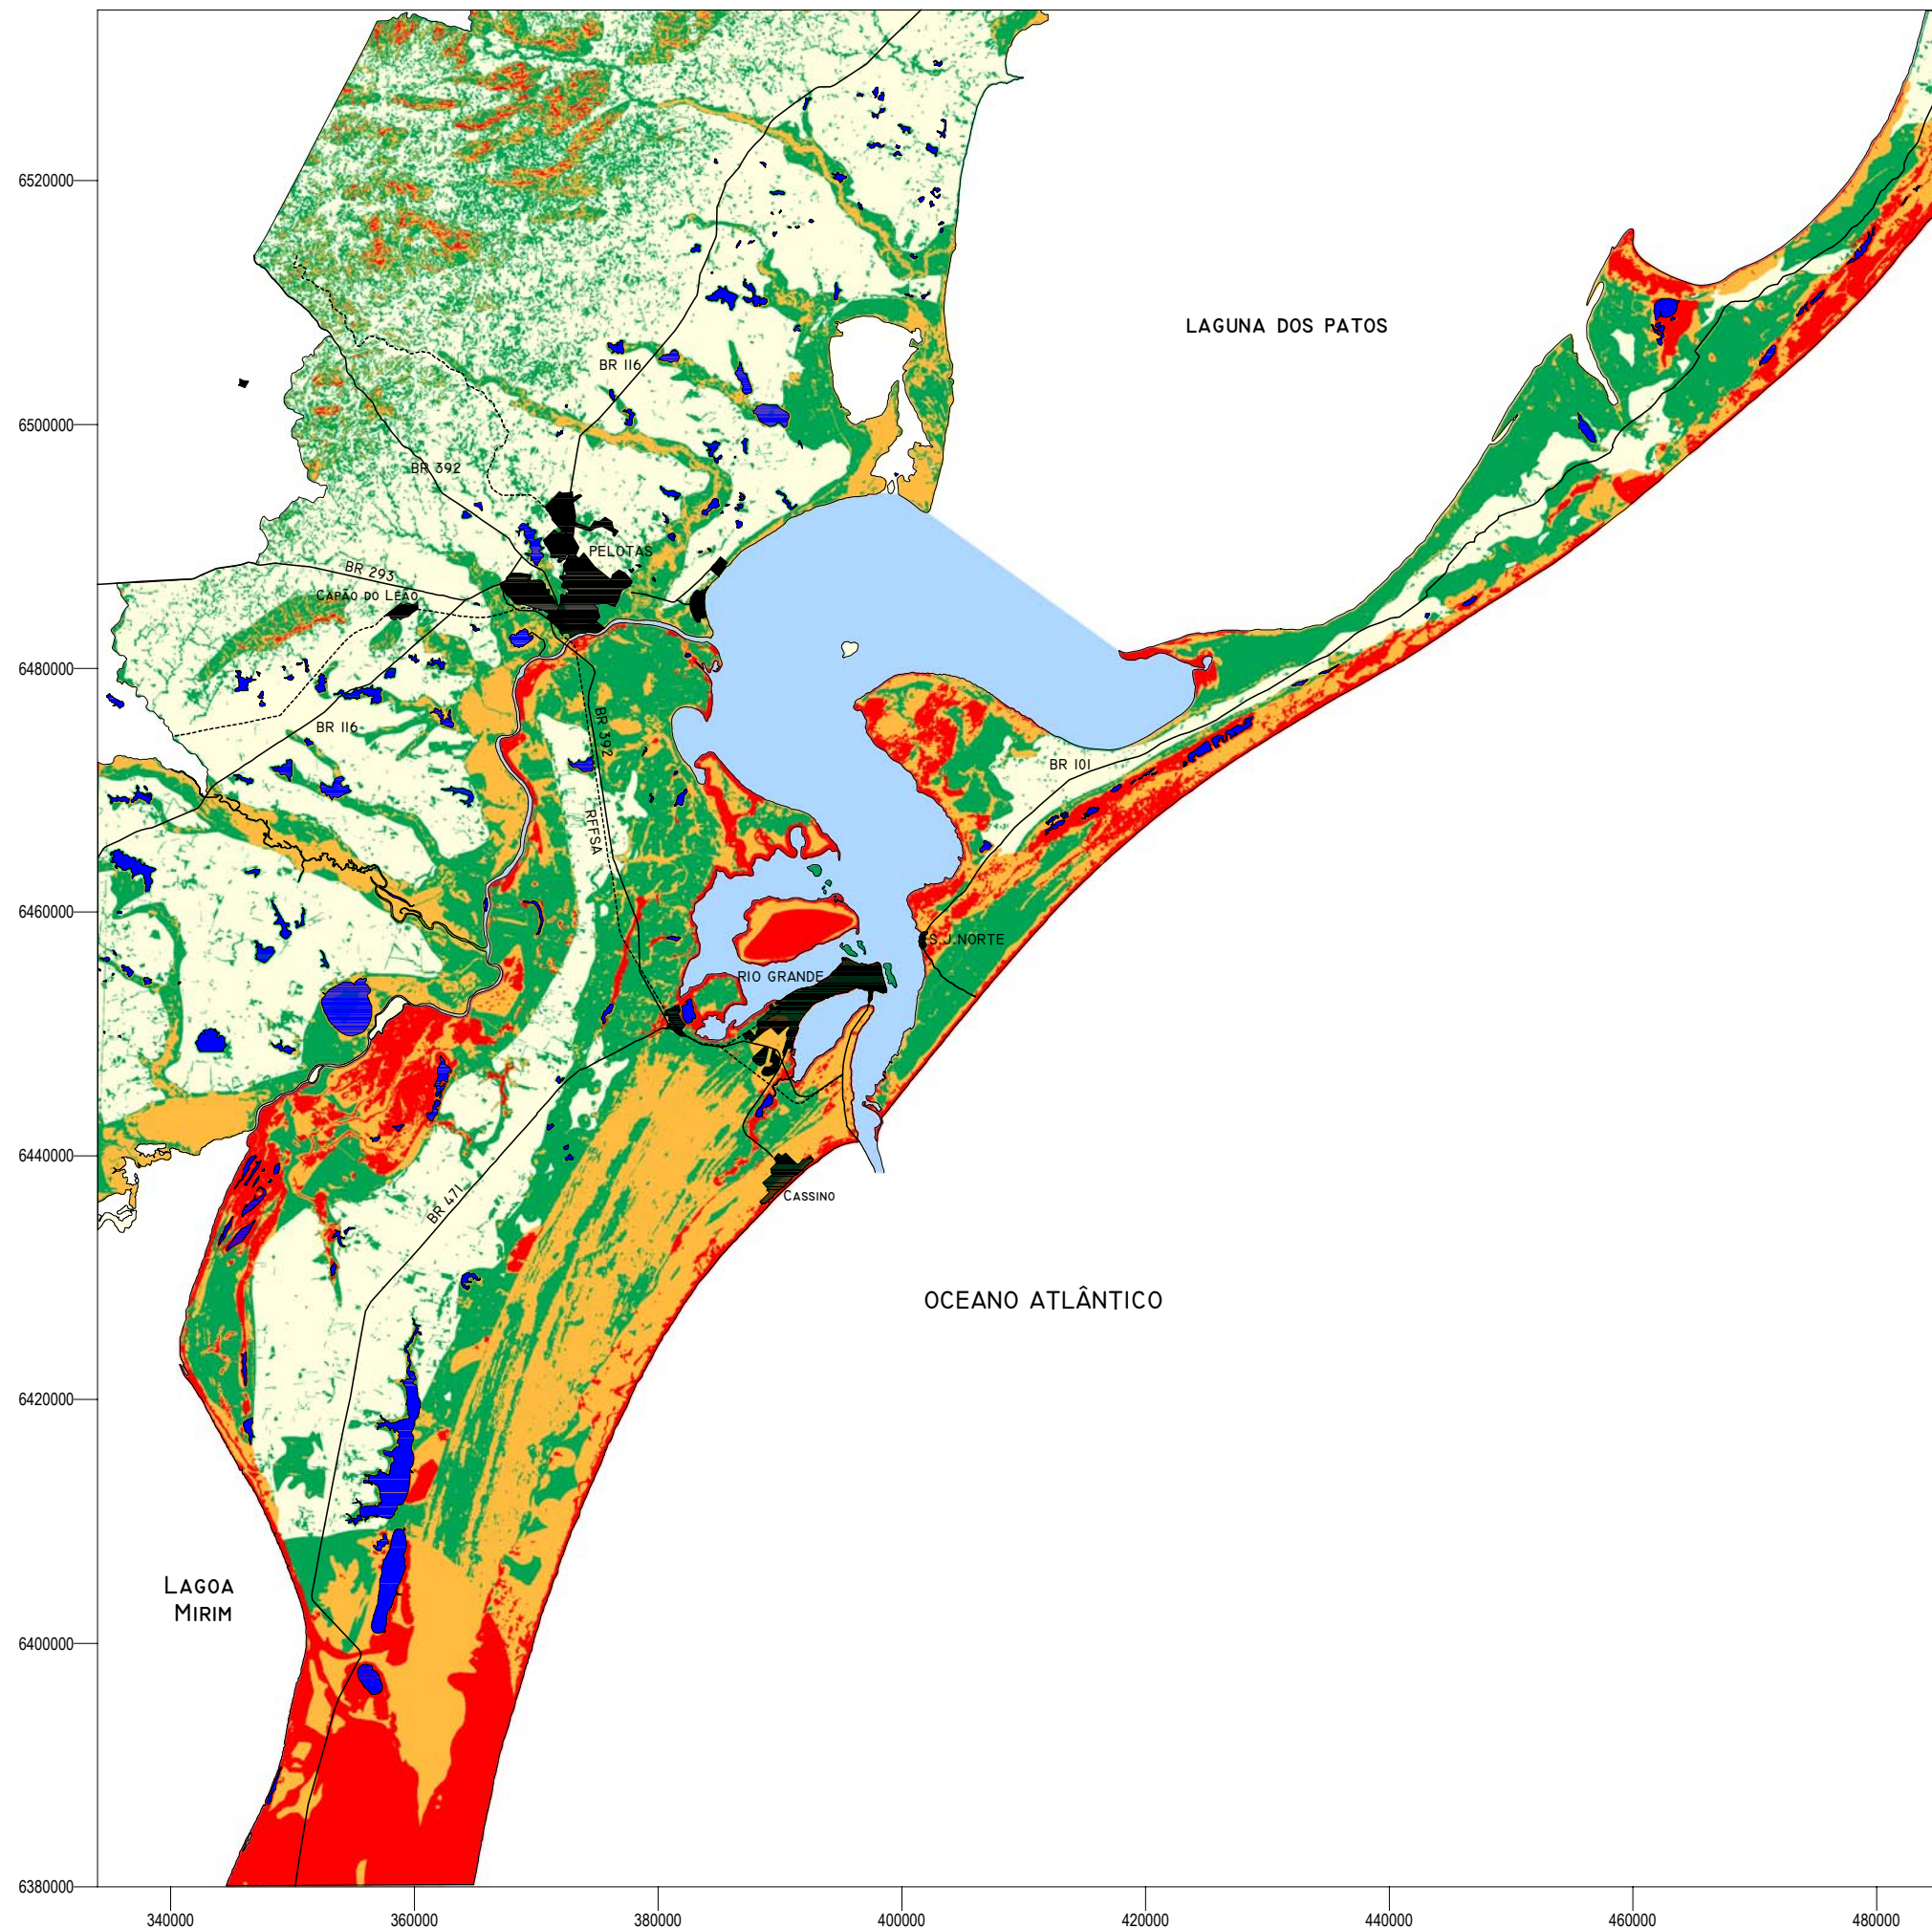 6520000
LAGUNA DOS PATOS
BR 116
6500000
BR 392
PELOTAS
BR 293
CAPÃO DO LEÃO
6480000
BR 392
BR 116
BR 101
RFFSA
6460000
S.J.NORTE
RIO GRANDE
6440000
CASSINO
BR 471
OCEANO ATLÂNTICO
6420000
LAGOA
MIRIM
6400000
6380000
340000
360000
380000
400000
420000
440000
460000
480000